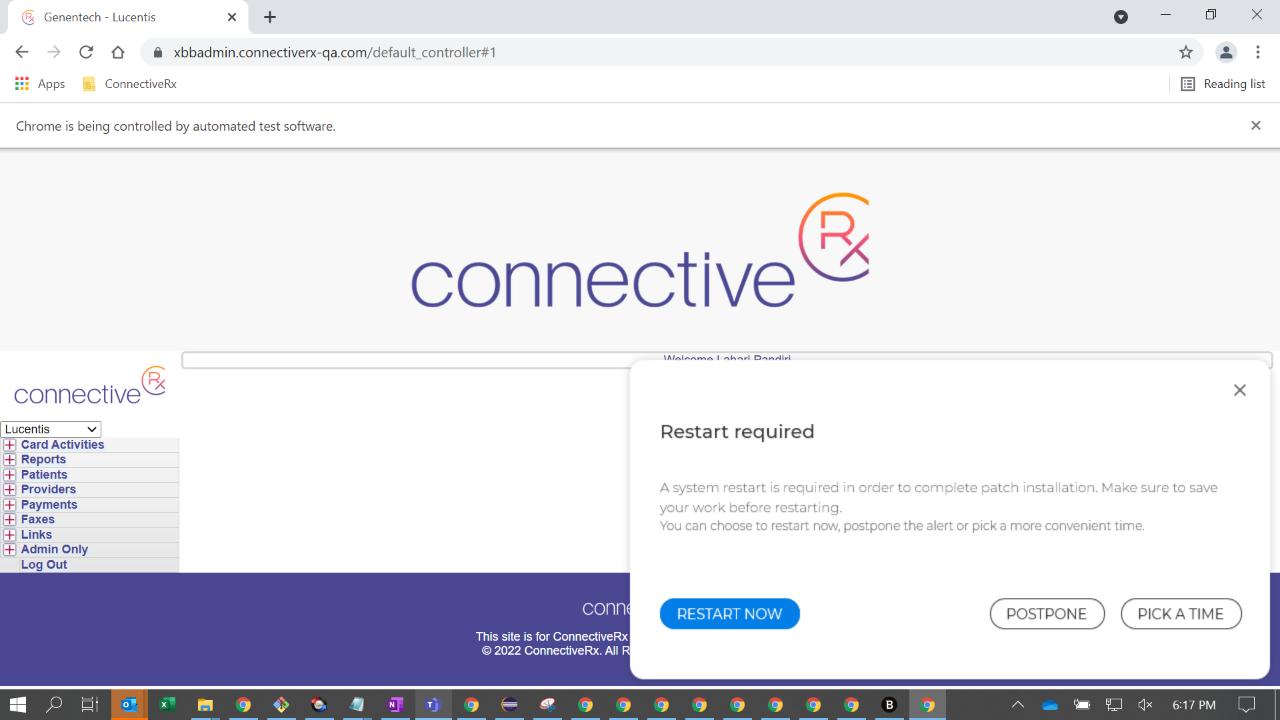 Genentech - Lucentis
xbbadmin.connectiverx-qa.com/default_controller#1
Apps
ConnectiveRx
Reading list
Chrome is being controlled by automated test software.
connective Rx
Welcome Lahari Randiri
connective Rx
Lucentis
Card Activities
Reports
Patients
Providers
Payments
Faxes
Links
Admin Only
Log Out
Restart required
A system restart is required in order to complete patch installation. Make sure to save
your work before restarting.
You can choose to restart now, postpone the alert or pick a more convenient time.
RESTART NOW
POSTPONE
PICK A TIME
conne
This site is for ConnectiveRx
© 2022 ConnectiveRx. All R
6:17 PM